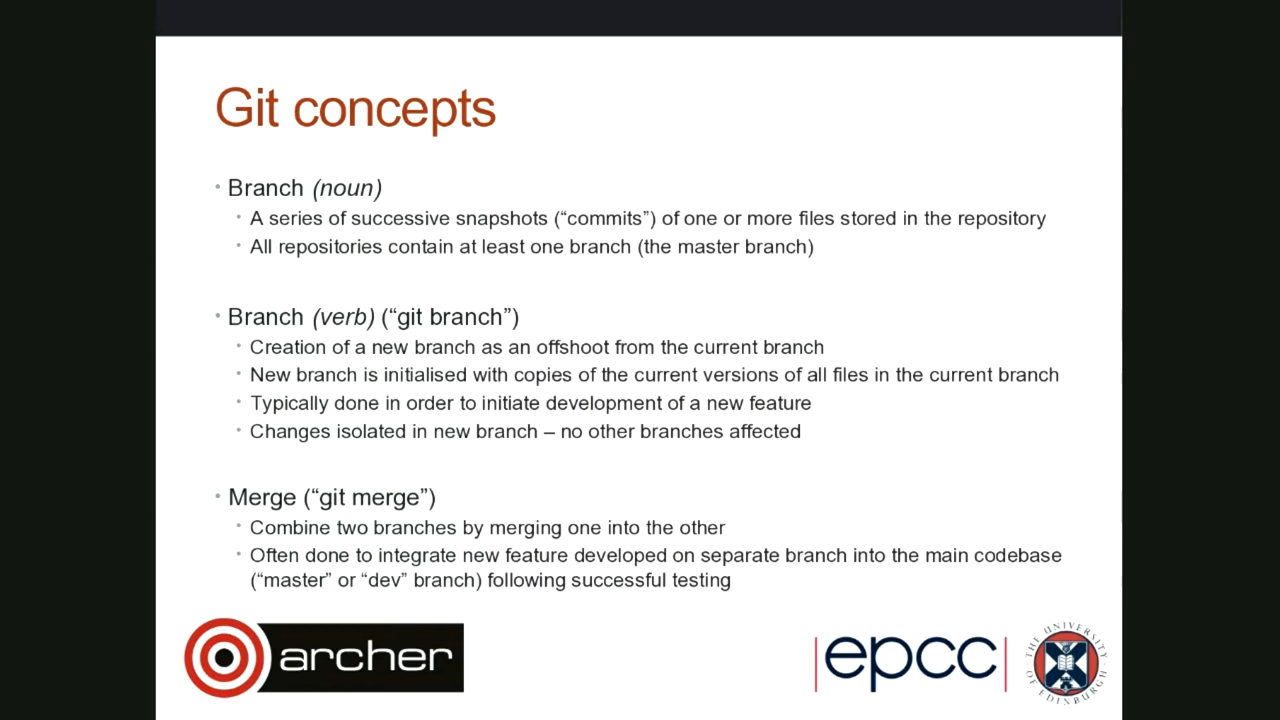 Git concepts
• Branch (noun)
• A series of successive snapshots (“commits”) of one or more files stored in the repository
• All repositories contain at least one branch (the master branch)
• Branch (verb) (“git branch”)
• Creation of a new branch as an offshoot from the current branch
• New branch is initialised with copies of the current versions of all files in the current branch
• Typically done in order to initiate development of a new feature
• Changes isolated in new branch – no other branches affected
• Merge (“git merge”)
• Combine two branches by merging one into the other
• Often done to integrate new feature developed on separate branch into the main codebase
(“master” or “dev” branch) following successful testing
archer
epcc
THE UNIVERSITY
OF EDINBURGH